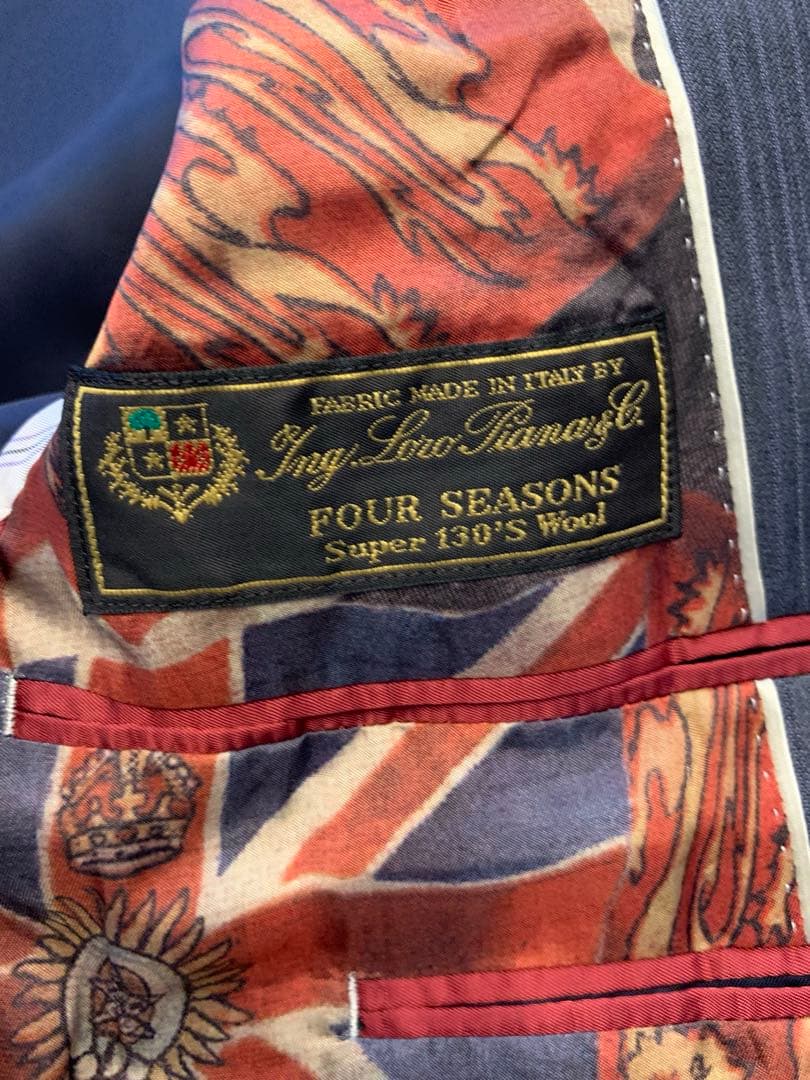 FABRIC MADE IN ITALY BY
Ing. Loro Piana & C.
FOUR SEASONS
Super 130'S Wool